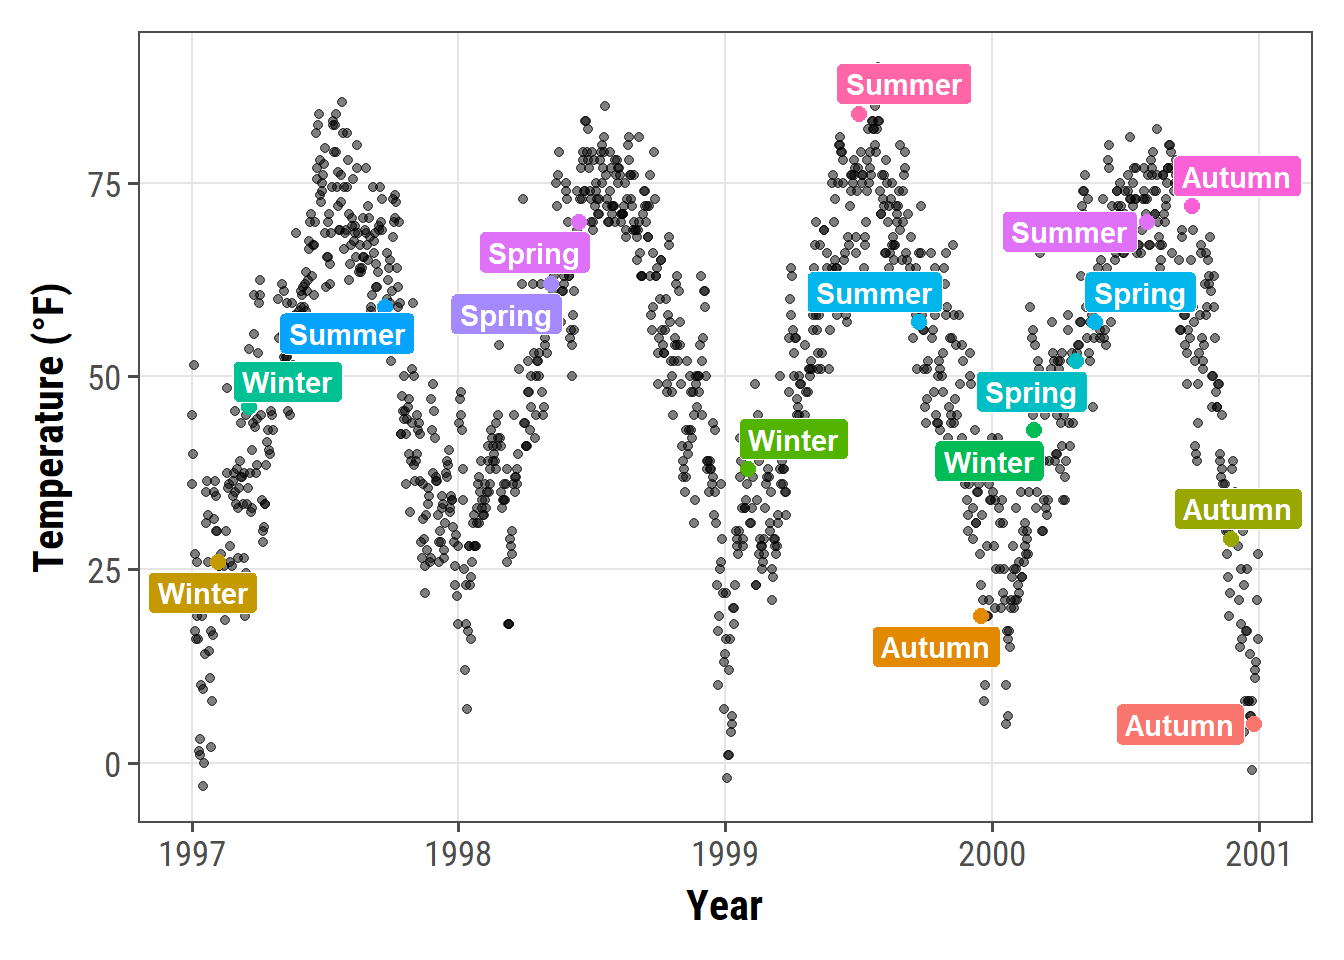 Summer
Autumn
Summer
Spring
Summer
Spring
Spring
Summer
Winter
Spring
Winter
Winter
Autumn
Winter
Autumn
Autumn
75
50
25
0
Temperature (°F)
1997 1998 1999 2000 2001
Year